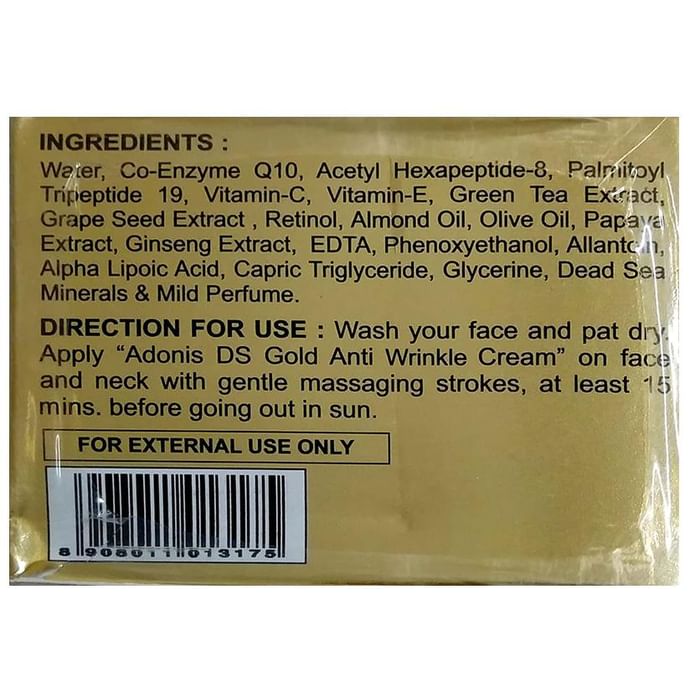 INGREDIENTS :
Water, Co-Enzyme Q10, Acetyl Hexapeptide-8, Palmitoyl
Tripeptide 19, Vitamin-C, Vitamin-E, Green Tea Extract,
Grape Seed Extract , Retinol, Almond Oil, Olive Oil, Papaya
Extract, Ginseng Extract, EDTA, Phenoxyethanol, Allantoin,
Alpha Lipoic Acid, Capric Triglyceride, Glycerine, Dead Sea
Minerals & Mild Perfume.
DIRECTION FOR USE : Wash your face and pat dry.
Apply “Adonis DS Gold Anti Wrinkle Cream” on face
and neck with gentle massaging strokes, at least 15
mins. before going out in sun.
FOR EXTERNAL USE ONLY
8 908011 013175